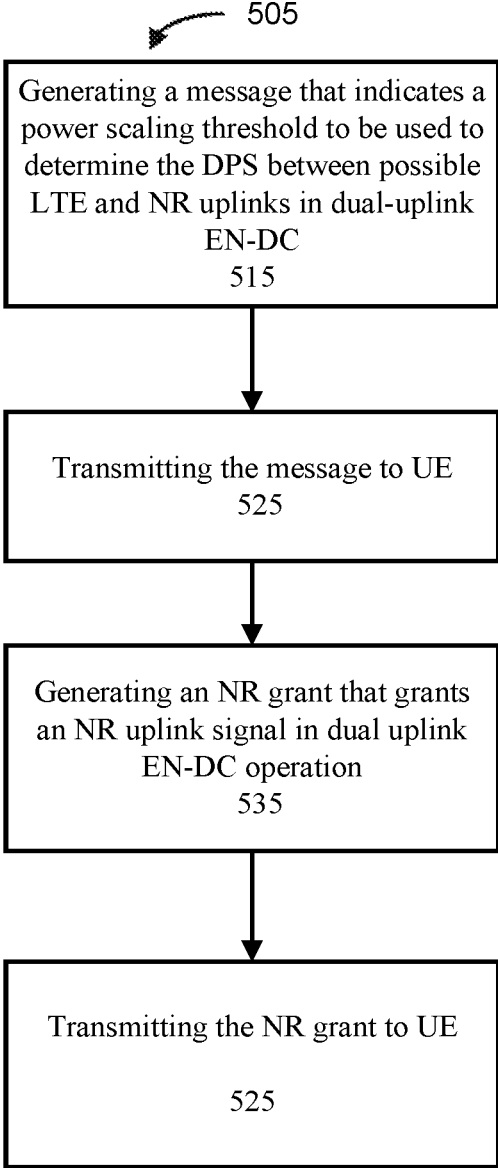 505
Generating a message that indicates a
power scaling threshold to be used to
determine the DPS between possible
LTE and NR uplinks in dual-uplink
EN-DC
515
Transmitting the message to UE
525
Generating an NR grant that grants
an NR uplink signal in dual uplink
EN-DC operation
535
Transmitting the NR grant to UE
525